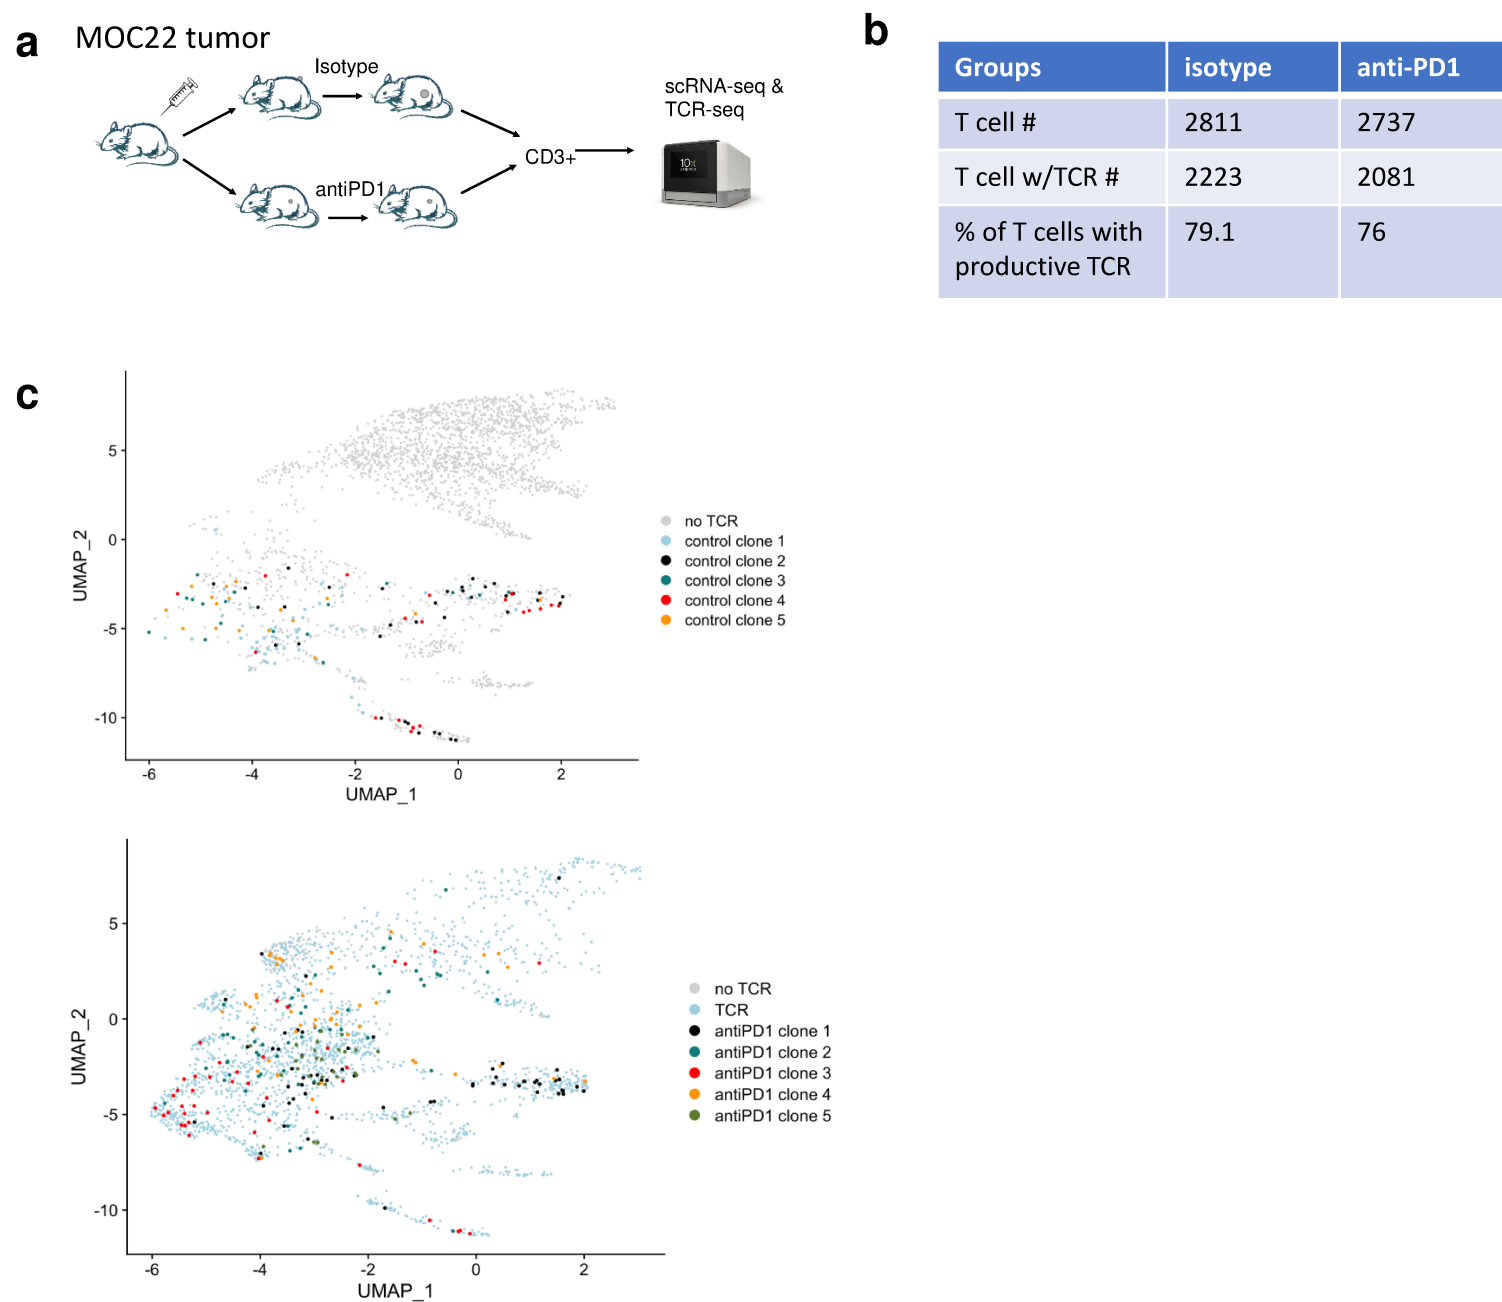 a
MOC22 tumor
Isotype
antiPD1
CD3+
scRNA-seq &
TCR-seq
10x
b
Groups isotype anti-PD1
T cell # 2811 2737
T cell w/TCR # 2223 2081
% of T cells with 79.1 76
productive TCR
c
5
0
-5
-10
UMAP_2
-6 -4 -2 0 2
UMAP_1
no TCR
control clone 1
control clone 2
control clone 3
control clone 4
control clone 5
5
0
-5
-10
UMAP_2
-6 -4 -2 0 2
UMAP_1
no TCR
TCR
antiPD1 clone 1
antiPD1 clone 2
antiPD1 clone 3
antiPD1 clone 4
antiPD1 clone 5